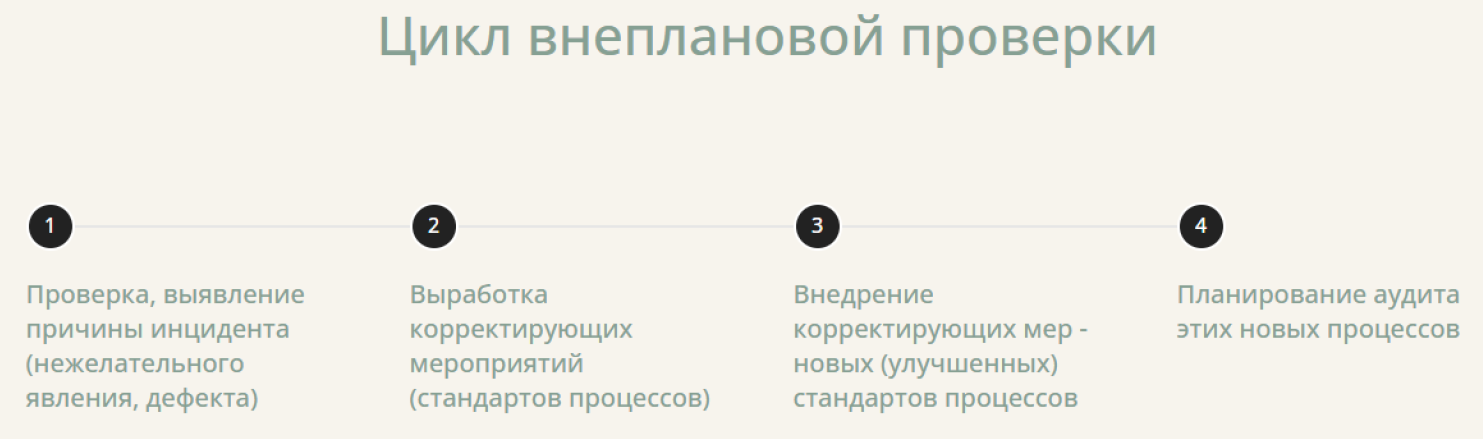 Цикл внеплановой проверки
1
2
3
4
Проверка, выявление
причины инцидента
(нежелательного
явления, дефекта)
Выработка
корректирующих
мероприятий
(стандартов процессов)
Внедрение
корректирующих мер -
новых (улучшенных)
стандартов процессов
Планирование аудита
этих новых процессов